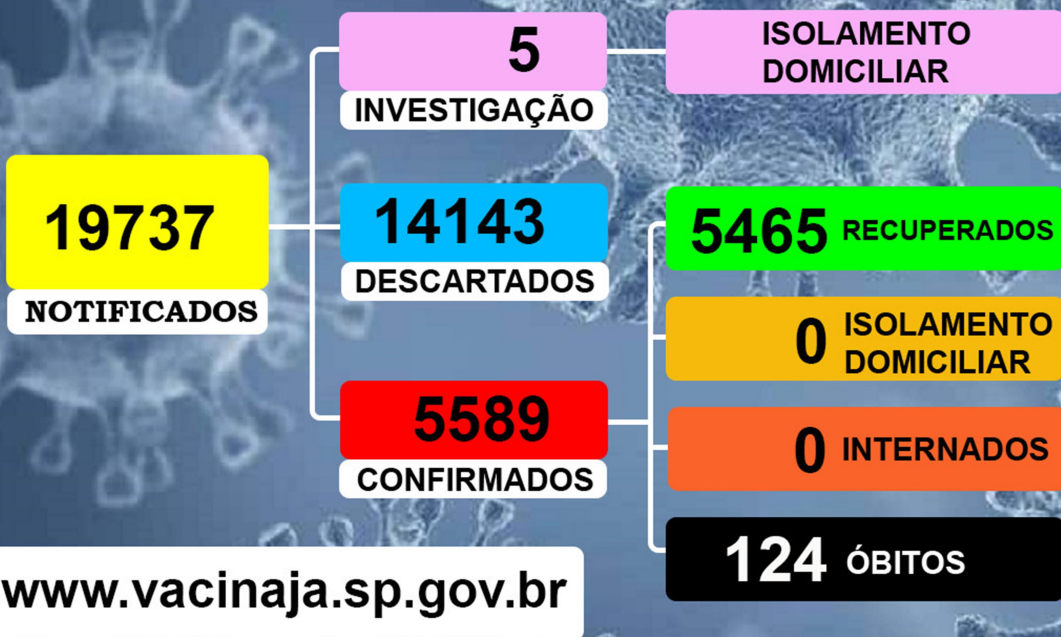 19737
NOTIFICADOS
5
INVESTIGAÇÃO
ISOLAMENTO
DOMICILIAR
14143
DESCARTADOS
5589
CONFIRMADOS
5465 RECUPERADOS
0 ISOLAMENTO
DOMICILIAR
0 INTERNADOS
124 ÓBITOS
www.vacinaja.sp.gov.br